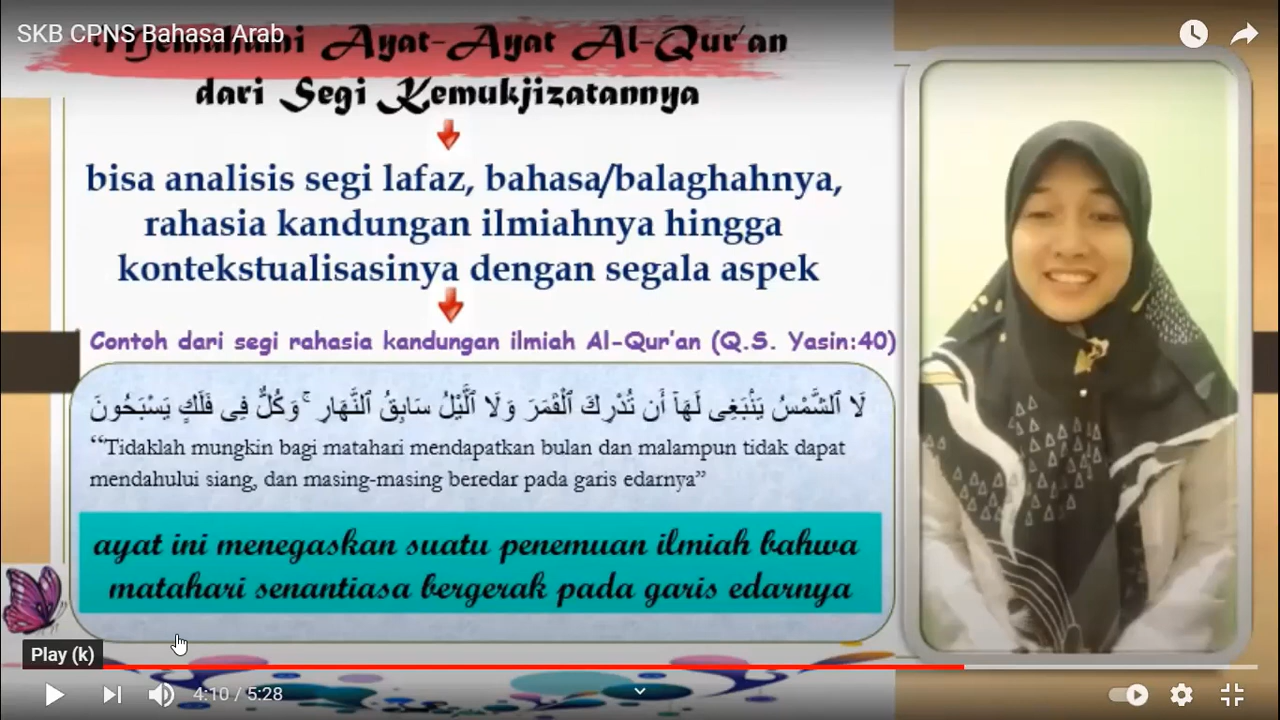 SKB CPNS Bahasa Arab
Memahami Ayat-Ayat Al-Qur'an
dari Segi Kemukjizatannya
bisa analisis segi lafaz, bahasa/balaghahnya,
rahasia kandungan ilmiahnya hingga
kontekstualisasinya dengan segala aspek
Contoh dari segi rahasia kandungan ilmiah Al-Qur'an (Q.S. Yasin:40)
لَا ٱلشَّمْسُ يَنۢبَغِى لَهَآ أَن تُدْرِكَ ٱلْقَمَرَ وَلَا ٱلَّيْلُ سَابِقُ ٱلنَّهَارِ ۚ وَكُلٌّ فِى فَلَكٍ يَسْبَحُونَ
“Tidaklah mungkin bagi matahari mendapatkan bulan dan malampun tidak dapat
mendahului siang, dan masing-masing beredar pada garis edarnya”
ayat ini menegaskan suatu penemuan ilmiah bahwa
matahari senantiasa bergerak pada garis edarnya
Play (k)
4:10 / 5:28